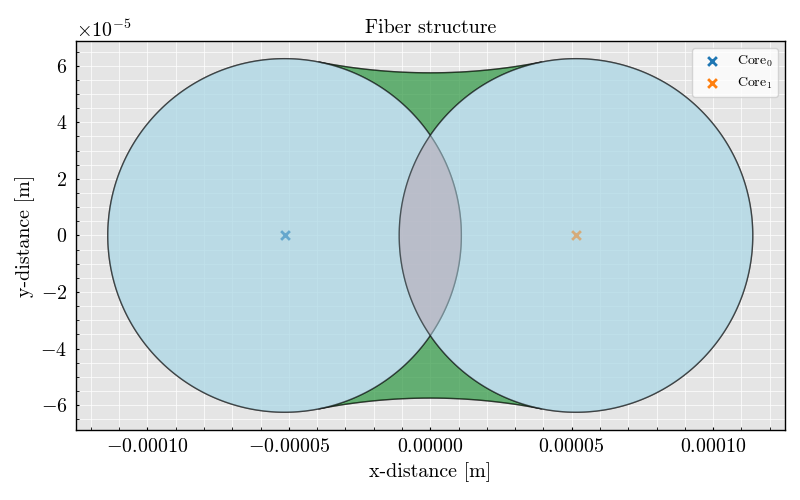 Fiber structure
×10⁻⁵
Core₀
Core₁
6
4
2
0
−2
−4
−6
y-distance [m]
−0.00010 −0.00005 0.00000 0.00005 0.00010
x-distance [m]